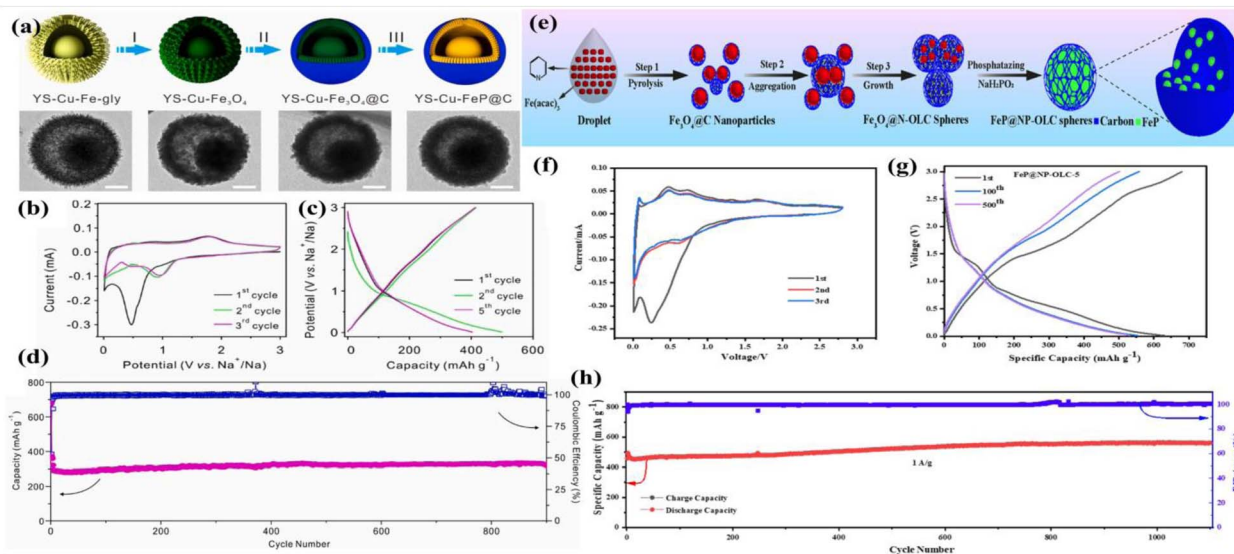 (a)
I
II
III
YS-Cu-Fe-gly
YS-Cu-Fe₃O₄
YS-Cu-Fe₃O₄@C
YS-Cu-FeP@C
(b)
0.2
0.1
0.0
-0.1
-0.2
-0.3
Current (mA)
1st cycle
2nd cycle
3rd cycle
0
1
2
3
Potential (V vs. Na⁺/Na)
(c)
3
2
1
0
Potential (V vs. Na⁺/Na)
1st cycle
2nd cycle
5th cycle
0
200
400
600
Capacity (mAh g⁻¹)
(d)
800
600
400
200
0
Capacity (mAh g⁻¹)
100
75
50
25
0
Coulombic Efficiency (%)
0
200
400
600
800
Cycle Number
(e)
Fe(acac)₃
Droplet
Step 1
Pyrolysis
Fe₃O₄@C Nanoparticles
Step 2
Aggregation
Step 3
Growth
Fe₃O₄@N-OLC Spheres
Phosphatazing
NaH₂PO₂
FeP@NP-OLC spheres
Carbon
FeP
(f)
0.10
0.05
0.00
-0.05
-0.10
-0.15
-0.20
-0.25
Current/mA
1st
2nd
3rd
0.0
0.5
1.0
1.5
2.0
2.5
3.0
Voltage/V
(g)
3.0
2.5
2.0
1.5
1.0
0.5
0.0
Voltage (V)
1st
100th
500th
FeP@NP-OLC-5
0
100
200
300
400
500
600
700
800
Specific Capacity (mAh g⁻¹)
(h)
800
600
400
200
0
Specific Capacity (mAh g⁻¹)
1 A/g
Charge Capacity
Discharge Capacity
100
80
60
40
20
0
0
200
400
600
800
1000
Cycle Number